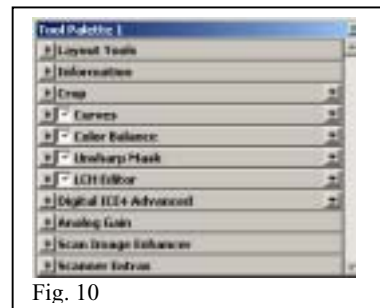 Tool Palette 1
Layout Tools
Information
Crop
Curves
Color Balance
Unsharp Mask
LCH Editor
Digital ICE4 Advanced
Analog Gain
Scan Image Enhancer
Scanner Extras
Fig. 10